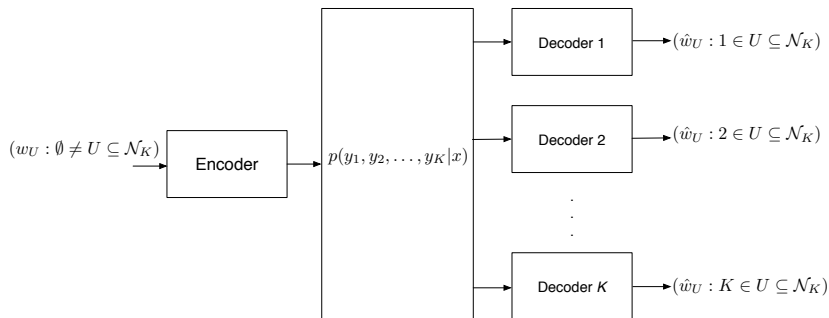 (w_U : ∅ ≠ U ⊆ 𝒩_K)
Encoder
p(y_1, y_2, . . . , y_K|x)
Decoder 1
(ŵ_U : 1 ∈ U ⊆ 𝒩_K)
Decoder 2
(ŵ_U : 2 ∈ U ⊆ 𝒩_K)
.
.
.
Decoder K
(ŵ_U : K ∈ U ⊆ 𝒩_K)